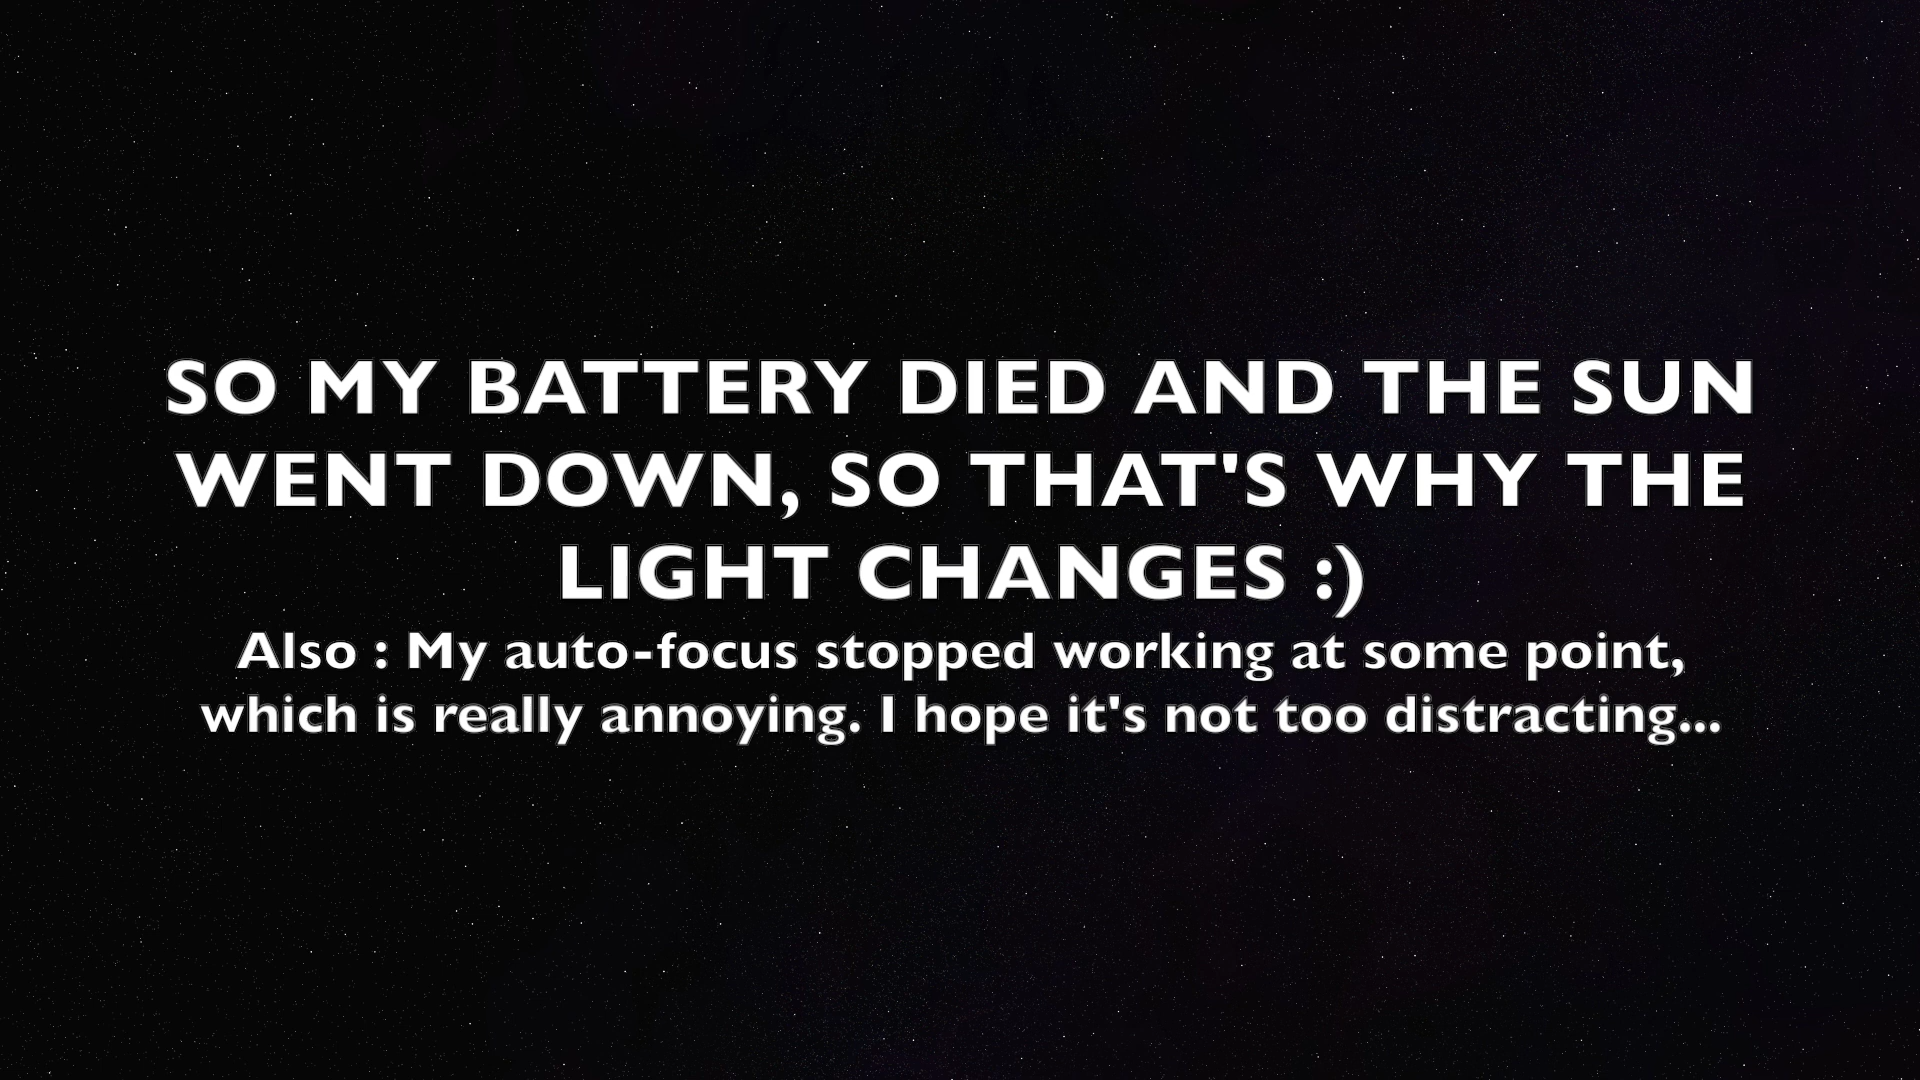 SO MY BATTERY DIED AND THE SUN
WENT DOWN, SO THAT'S WHY THE
LIGHT CHANGES :)
Also : My auto-focus stopped working at some point,
which is really annoying. I hope it's not too distracting...